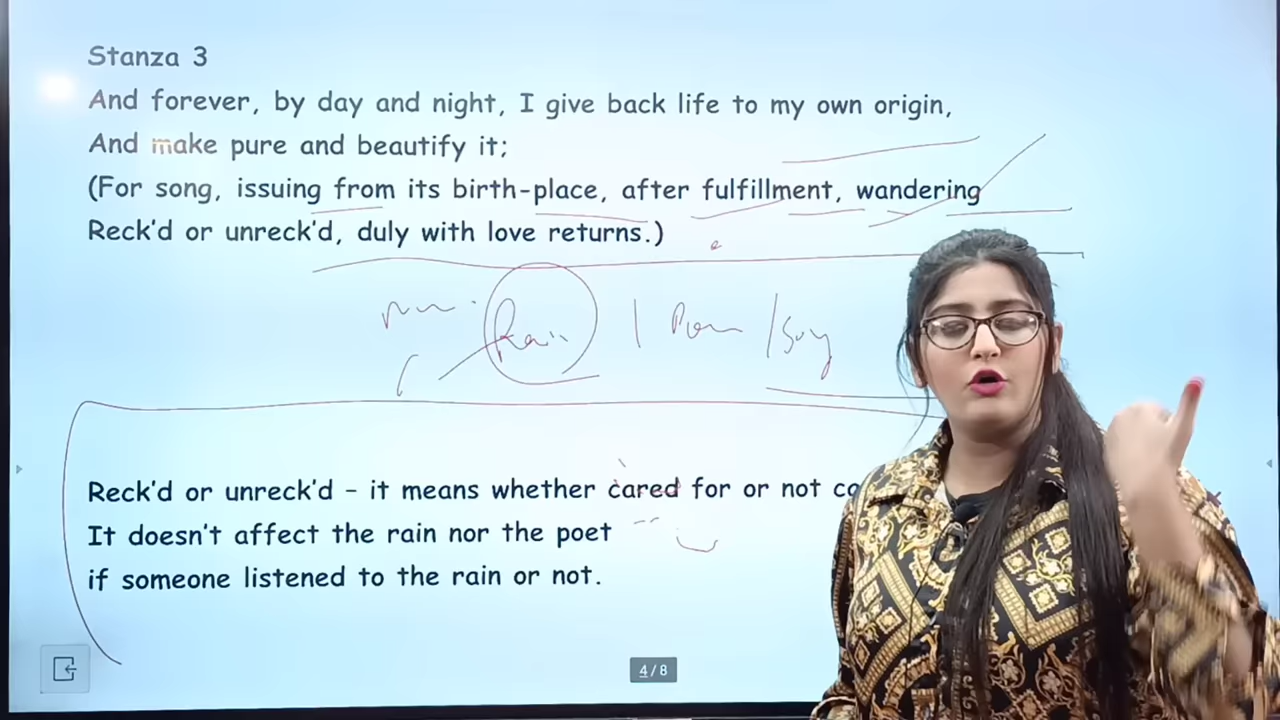 Stanza 3
And forever, by day and night, I give back life to my own origin,
And make pure and beautify it;
(For song, issuing from its birth-place, after fulfillment, wandering
Reck'd or unreck'd, duly with love returns.)
Rain
Reck'd or unreck'd - it means whether cared for or not
It doesn't affect the rain nor the poet
if someone listened to the rain or not.
4/8